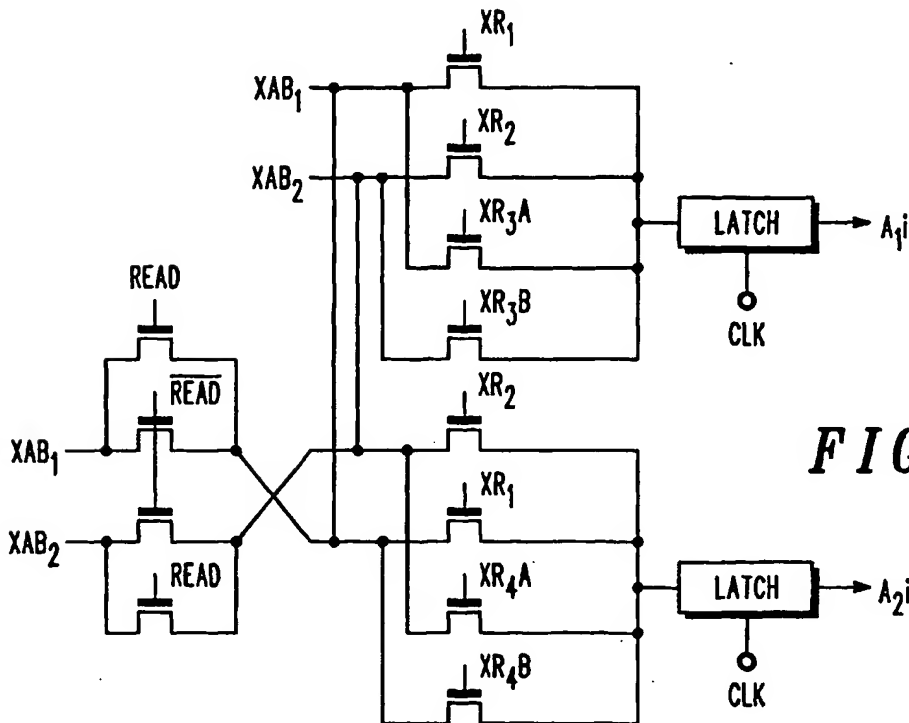 XR₁
XAB₁
XR₂
XAB₂
XR₃A
LATCH
A₁i
READ
XR₃B
CLK
READ
XR₂
XAB₁
FIG
XR₁
XAB₂
READ
XR₄A
LATCH
A₂i
XR₄B
CLK